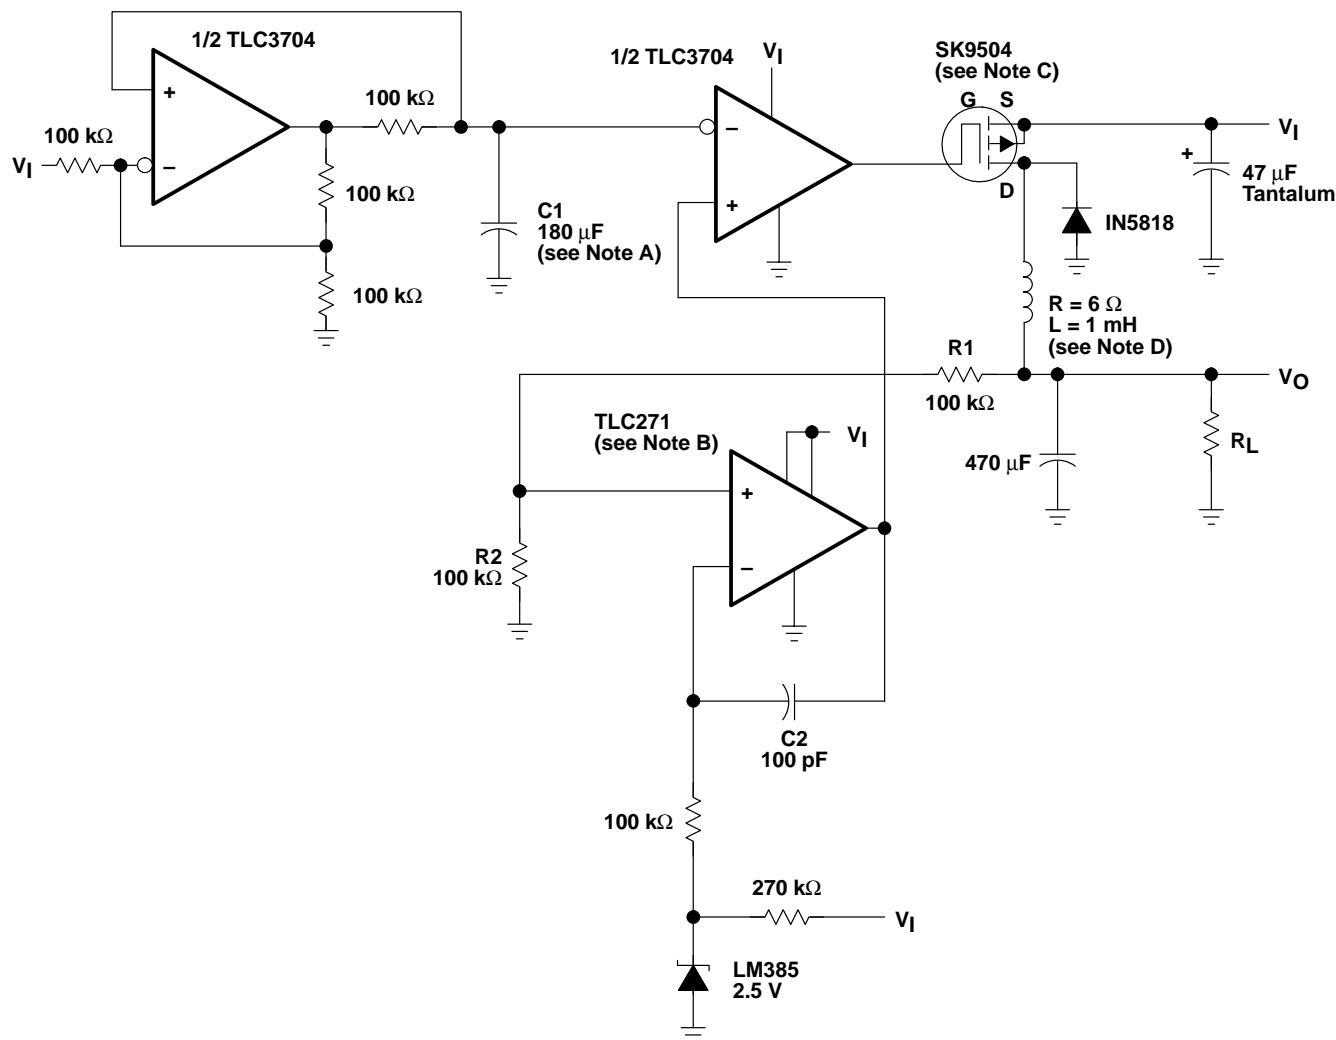 1/2 TLC3704
+
−
100 kΩ
VI
100 kΩ
100 kΩ
100 kΩ
C1
180 µF
(see Note A)
1/2 TLC3704
VI
−
+
SK9504
(see Note C)
G
S
D
VI
+
47 µF
Tantalum
IN5818
R = 6 Ω
L = 1 mH
(see Note D)
R1
100 kΩ
VO
470 µF
RL
TLC271
(see Note B)
VI
+
−
R2
100 kΩ
C2
100 pF
100 kΩ
270 kΩ
VI
LM385
2.5 V